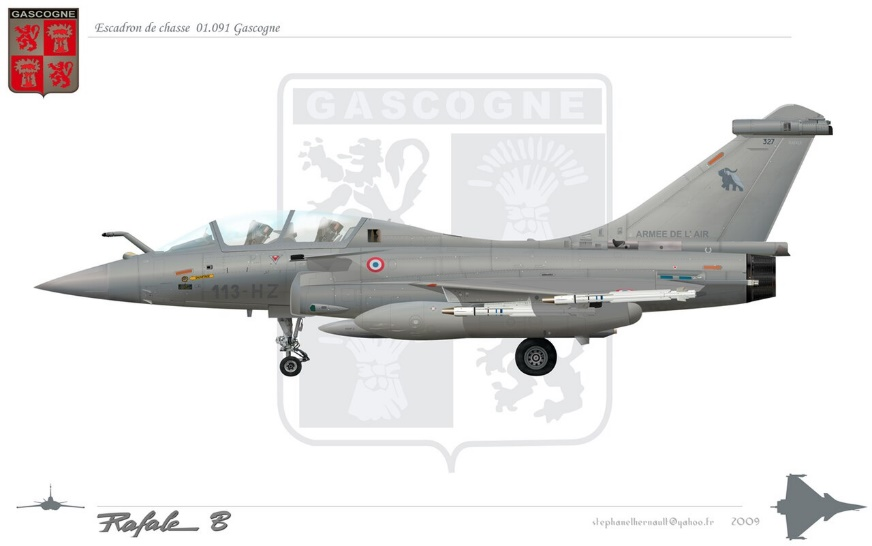 GASCOGNE
Escadron de chasse 01.091 Gascogne
GASCOGNE
327
ARMEE DE L'AIR
113-HZ
Rafale B
stephanelhernault@yahoo.fr 2009